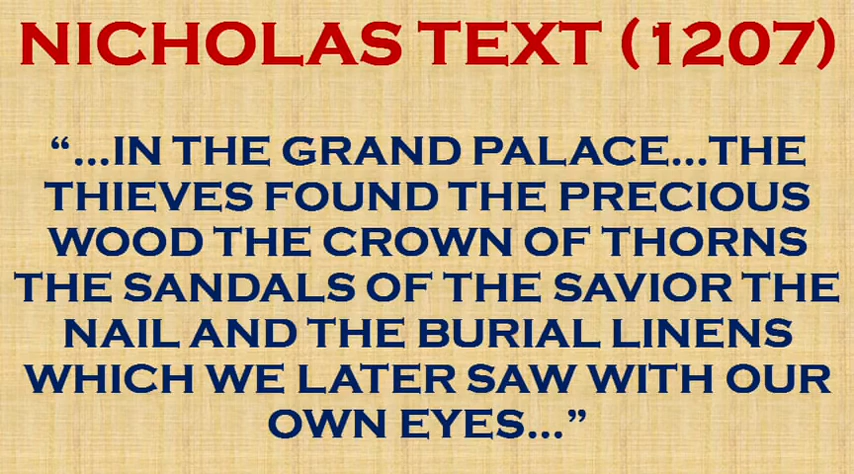 NICHOLAS TEXT (1207)
“...IN THE GRAND PALACE...THE
THIEVES FOUND THE PRECIOUS
WOOD THE CROWN OF THORNS
THE SANDALS OF THE SAVIOR THE
NAIL AND THE BURIAL LINENS
WHICH WE LATER SAW WITH OUR
OWN EYES...”